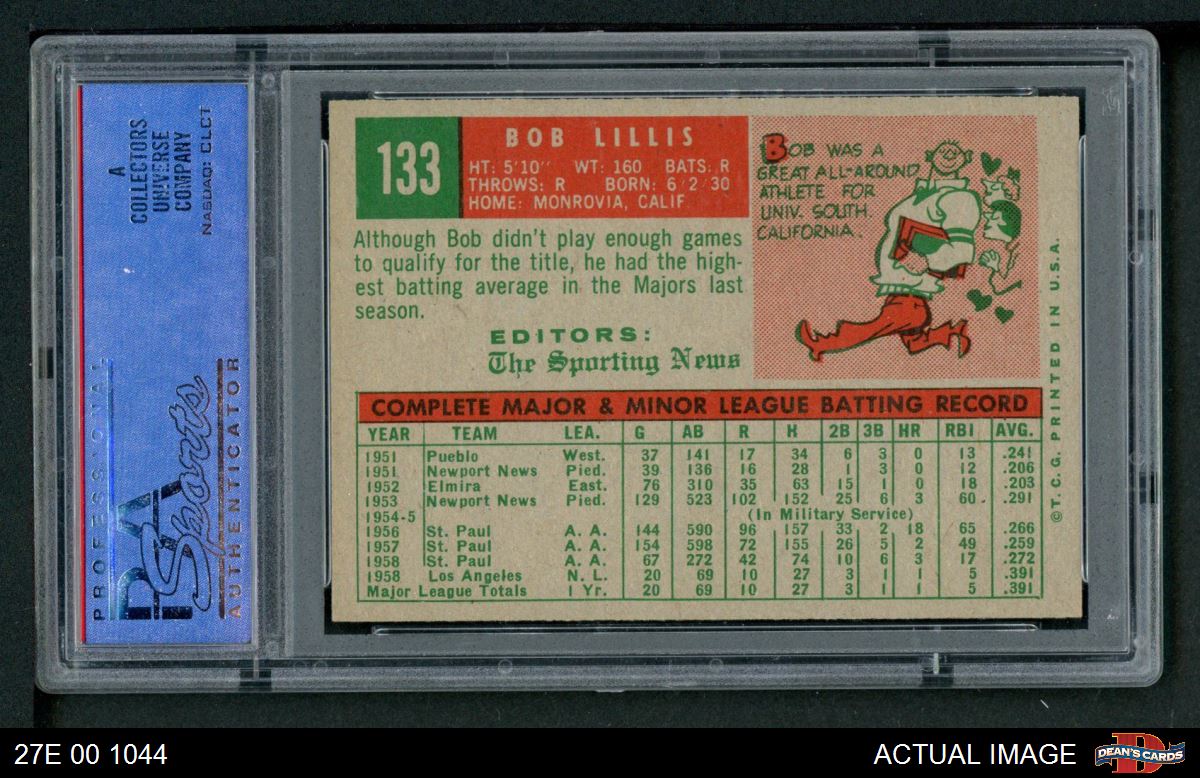 A
COLLECTORS
UNIVERSE
COMPANY
NASDAQ: CLCT
PROFESSIONAL
PSA
Sports
AUTHENTICATOR
133
BOB LILLIS
HT: 5'10" WT: 160 BATS: R
THROWS: R BORN: 6/2/30
HOME: MONROVIA, CALIF.
Although Bob didn't play enough games
to qualify for the title, he had the high-
est batting average in the Majors last
season.
EDITORS:
The Sporting News
BOB WAS A
GREAT ALL-AROUND
ATHLETE FOR
UNIV. SOUTH
CALIFORNIA.
COMPLETE MAJOR & MINOR LEAGUE BATTING RECORD
YEAR TEAM LEA. G AB R H 2B 3B HR RBI AVG.
1951 Pueblo West. 37 141 17 34 6 3 0 13 .241
1951 Newport News Pied. 39 136 16 28 1 3 0 12 .206
1952 Elmira East. 76 310 35 63 15 1 0 18 .203
1953 Newport News Pied. 129 523 102 152 25 6 3 60 .291
1954-5 (In Military Service)
1956 St. Paul A. A. 144 590 96 157 33 2 18 65 .266
1957 St. Paul A. A. 154 598 72 155 26 5 2 49 .259
1958 St. Paul A. A. 67 272 42 74 10 6 3 17 .272
1958 Los Angeles N. L. 20 69 10 27 3 1 1 5 .391
Major League Totals 1 Yr. 20 69 10 27 3 1 1 5 .391
©T. C. G. PRINTED IN U.S.A.
27E 00 1044
ACTUAL IMAGE
DEAN'S CARDS